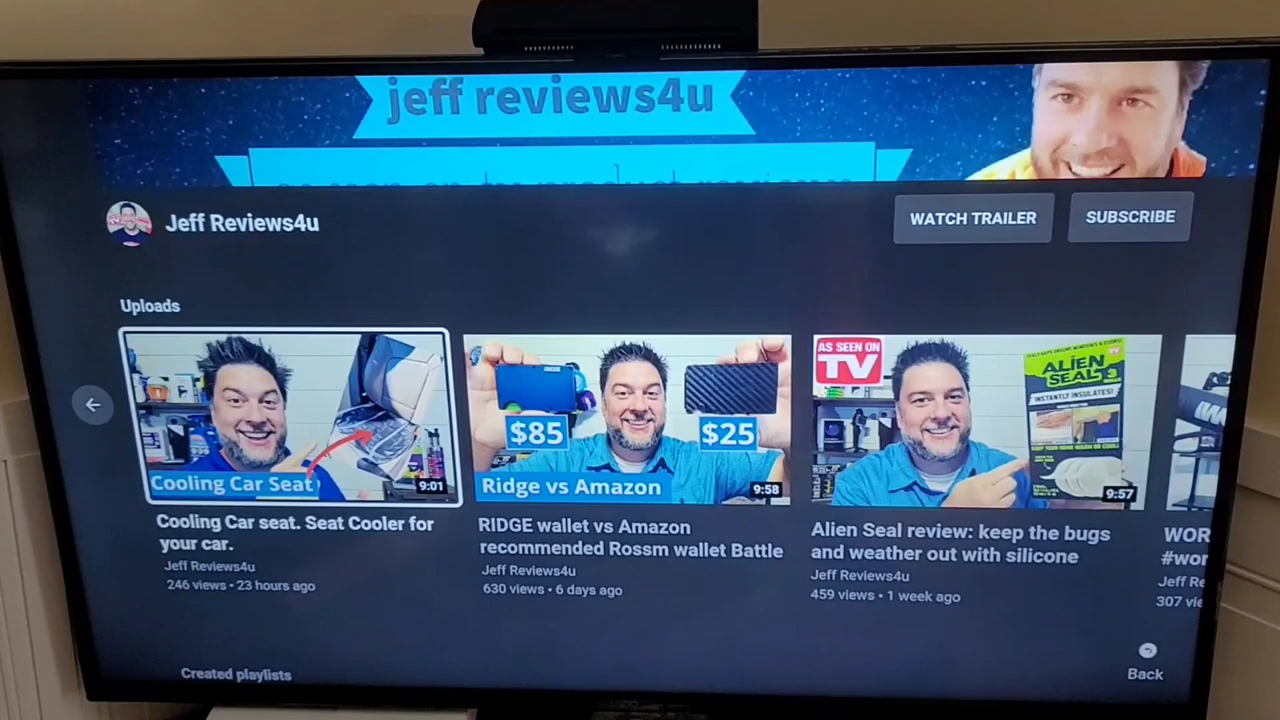 jeff reviews4u
Jeff Reviews4u
WATCH TRAILER
SUBSCRIBE
Uploads
Cooling Car Seat
9:01
$85
$25
Ridge vs Amazon
9:58
AS SEEN ON
TV
ALIEN
SEAL
INSTANTLY INSULATES!
9:57
Cooling Car seat. Seat Cooler for
your car.
Jeff Reviews4u
246 views • 23 hours ago
RIDGE wallet vs Amazon
recommended Rossm wallet Battle
Jeff Reviews4u
630 views • 6 days ago
Alien Seal review: keep the bugs
and weather out with silicone
Jeff Reviews4u
459 views • 1 week ago
WOR
#wor
Jeff Re
307 vie
Created playlists
Back